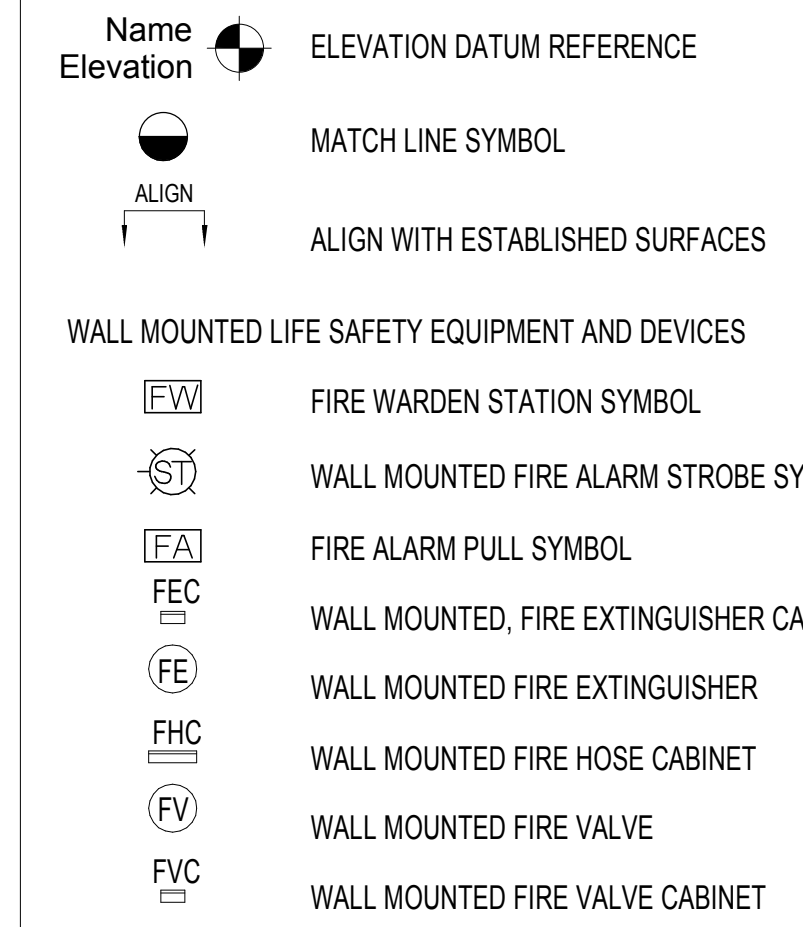 Name
Elevation
ELEVATION DATUM REFERENCE
MATCH LINE SYMBOL
ALIGN
ALIGN WITH ESTABLISHED SURFACES
WALL MOUNTED LIFE SAFETY EQUIPMENT AND DEVICES
FW FIRE WARDEN STATION SYMBOL
ST WALL MOUNTED FIRE ALARM STROBE
FA FIRE ALARM PULL SYMBOL
FEC
WALL MOUNTED, FIRE EXTINGUISHER
FE WALL MOUNTED FIRE EXTINGUISHER
FHC
WALL MOUNTED FIRE HOSE CABINET
FV WALL MOUNTED FIRE VALVE
FVC
WALL MOUNTED FIRE VALVE CABINET